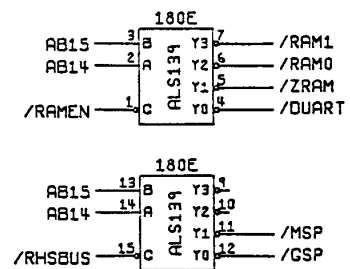 180E
AB15 3 B Y3 7 /RAM1
AB14 2 A Y2 6 /RAM0
Y1 5 /ZRAM
/RAMEN 1 G Y0 4 /DUART
ALS139
180E
AB15 13 B Y3 9
AB14 14 A Y2 10
Y1 11 /MSP
/RHSBUS 15 G Y0 12 /GSP
ALS139